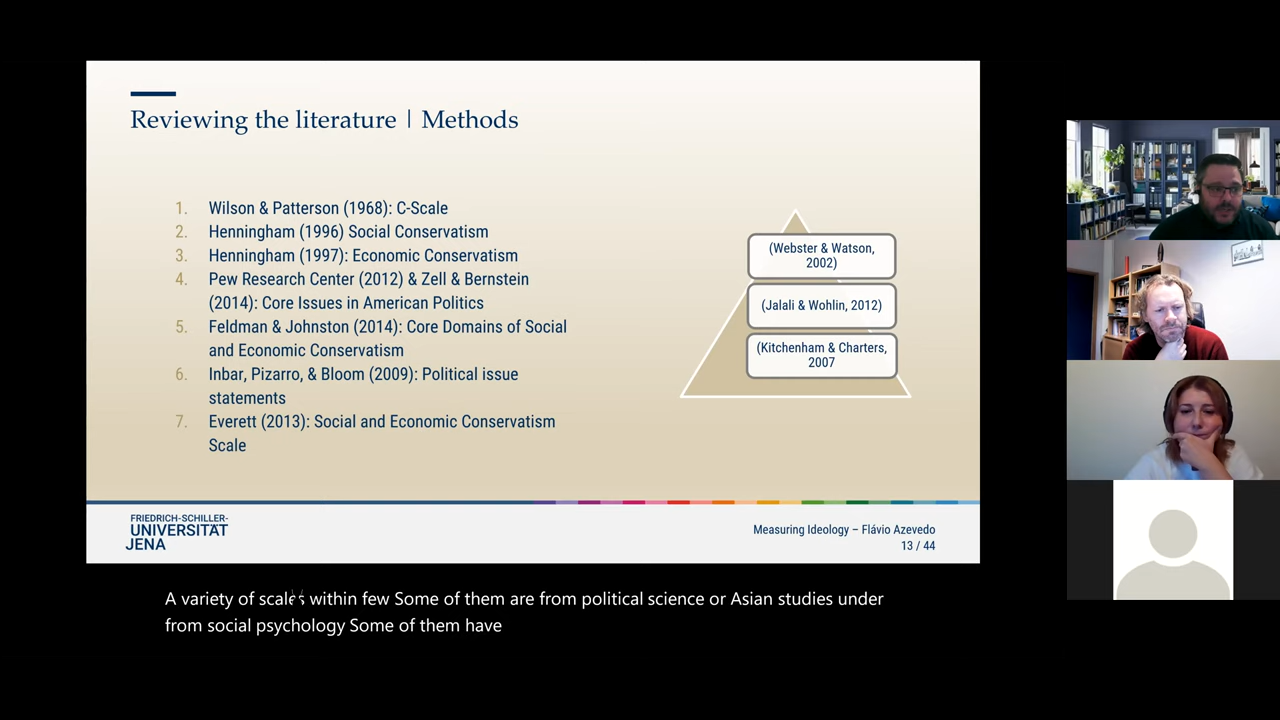 Reviewing the literature | Methods
1. Wilson & Patterson (1968): C-Scale
2. Henningham (1996) Social Conservatism
3. Henningham (1997): Economic Conservatism
4. Pew Research Center (2012) & Zell & Bernstein
(2014): Core Issues in American Politics
5. Feldman & Johnston (2014): Core Domains of Social
and Economic Conservatism
6. Inbar, Pizarro, & Bloom (2009): Political issue
statements
7. Everett (2013): Social and Economic Conservatism
Scale
(Webster & Watson,
2002)
(Jalali & Wohlin, 2012)
(Kitchenham & Charters,
2007
FRIEDRICH-SCHILLER-
UNIVERSITÄT
JENA
Measuring Ideology – Flávio Azevedo
13 / 44
A variety of scales within few Some of them are from political science or Asian studies under
from social psychology Some of them have